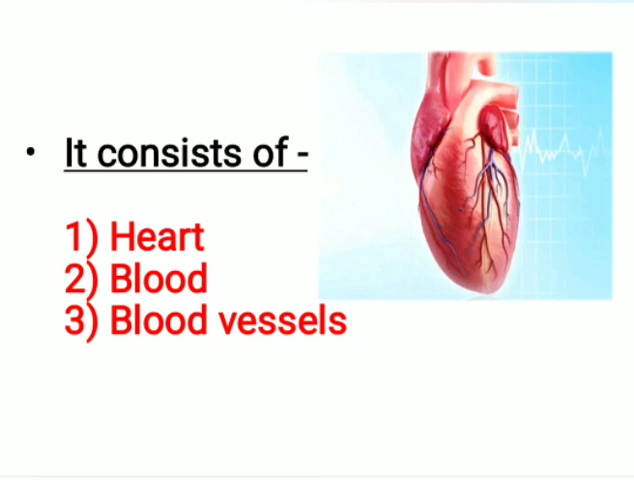 • It consists of -
1) Heart
2) Blood
3) Blood vessels